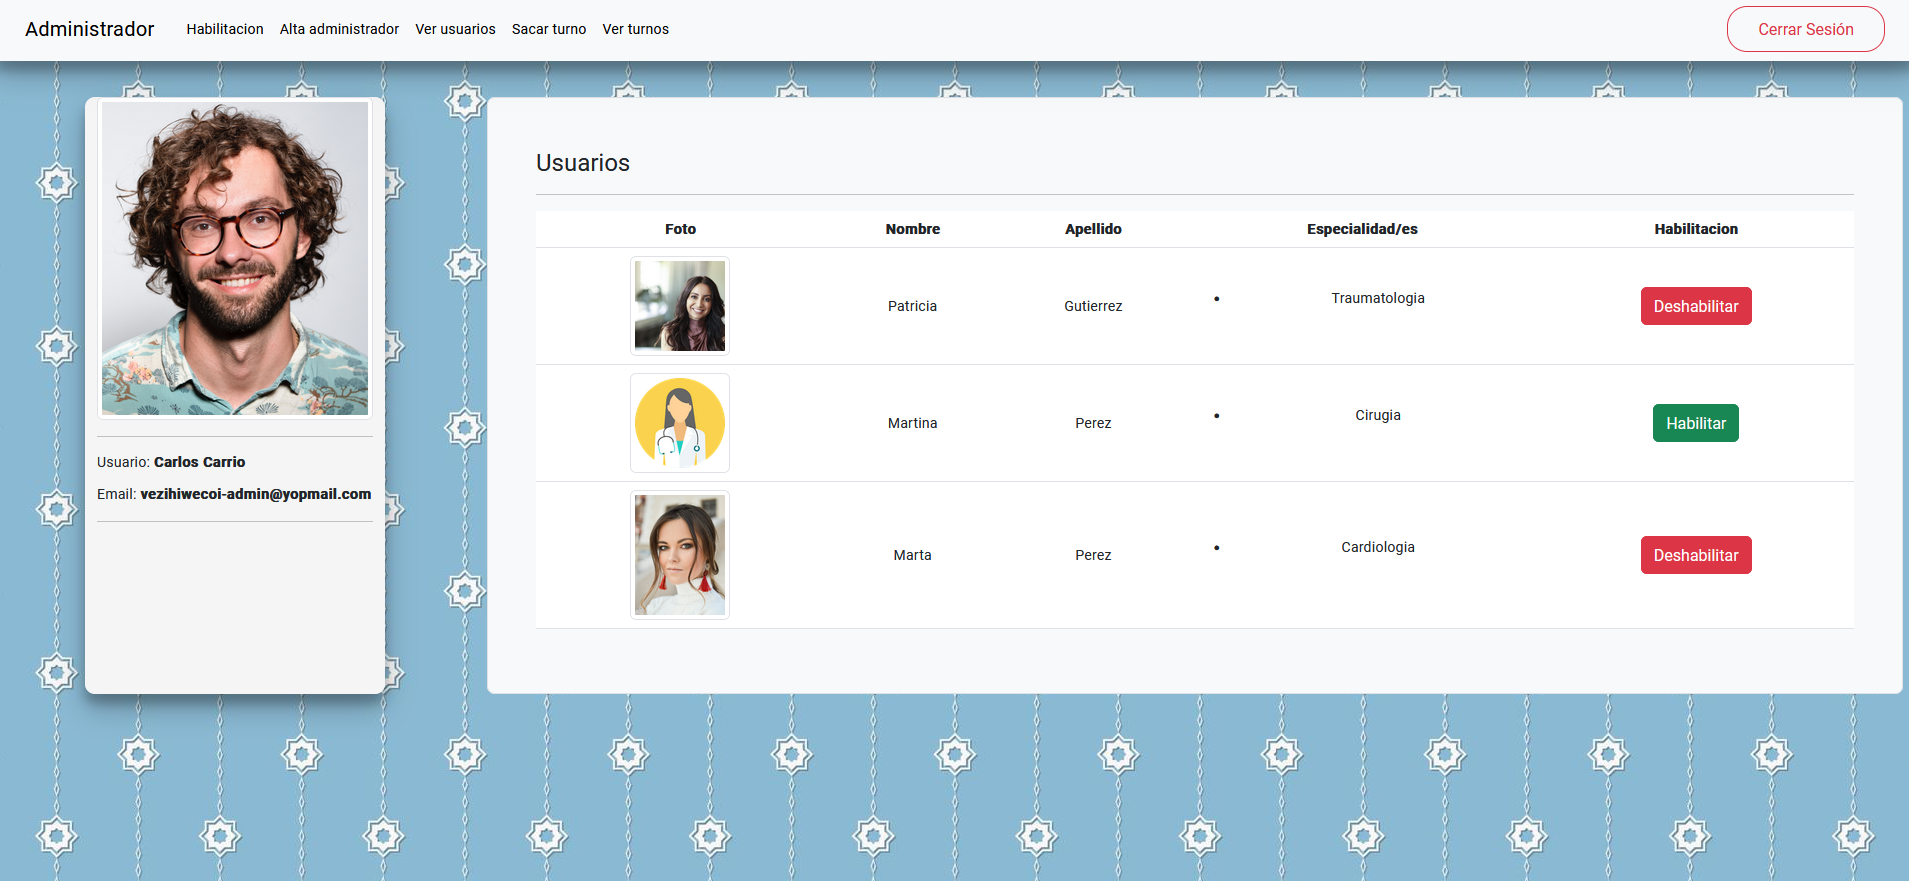 Administrador Habilitacion Alta administrador Ver usuarios Sacar turno Ver turnos Cerrar Sesión
Usuario: Carlos Carrio
Email: vezihiwecoi-admin@yopmail.com
Usuarios
Foto Nombre Apellido Especialidad/es Habilitacion
Patricia Gutierrez • Traumatologia Deshabilitar
Martina Perez • Cirugia Habilitar
Marta Perez • Cardiologia Deshabilitar